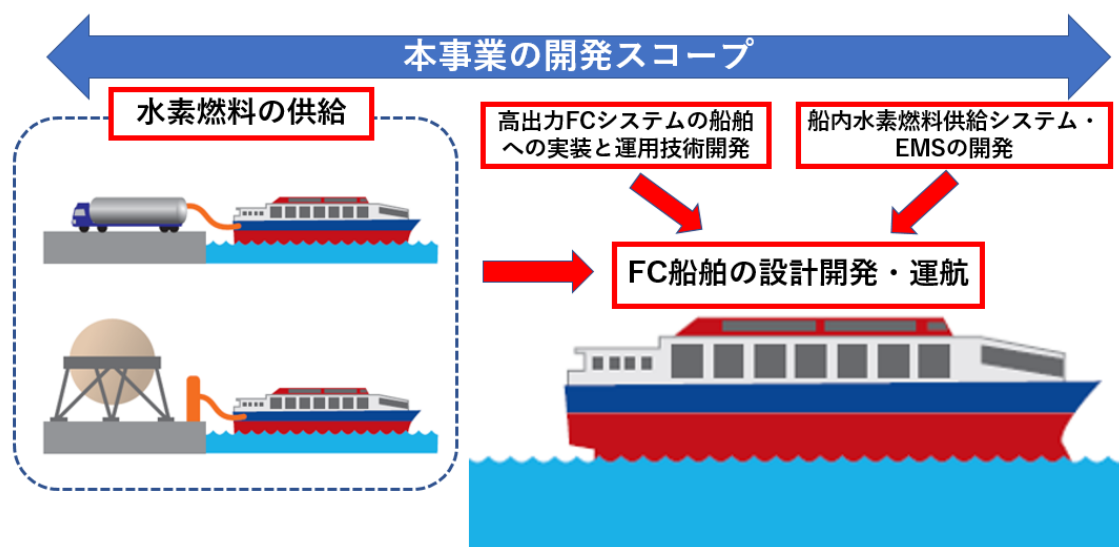 本事業の開発スコープ
水素燃料の供給
高出力FCシステムの船舶
への実装と運用技術開発
船内水素燃料供給システム・
EMSの開発
FC船舶の設計開発・運航